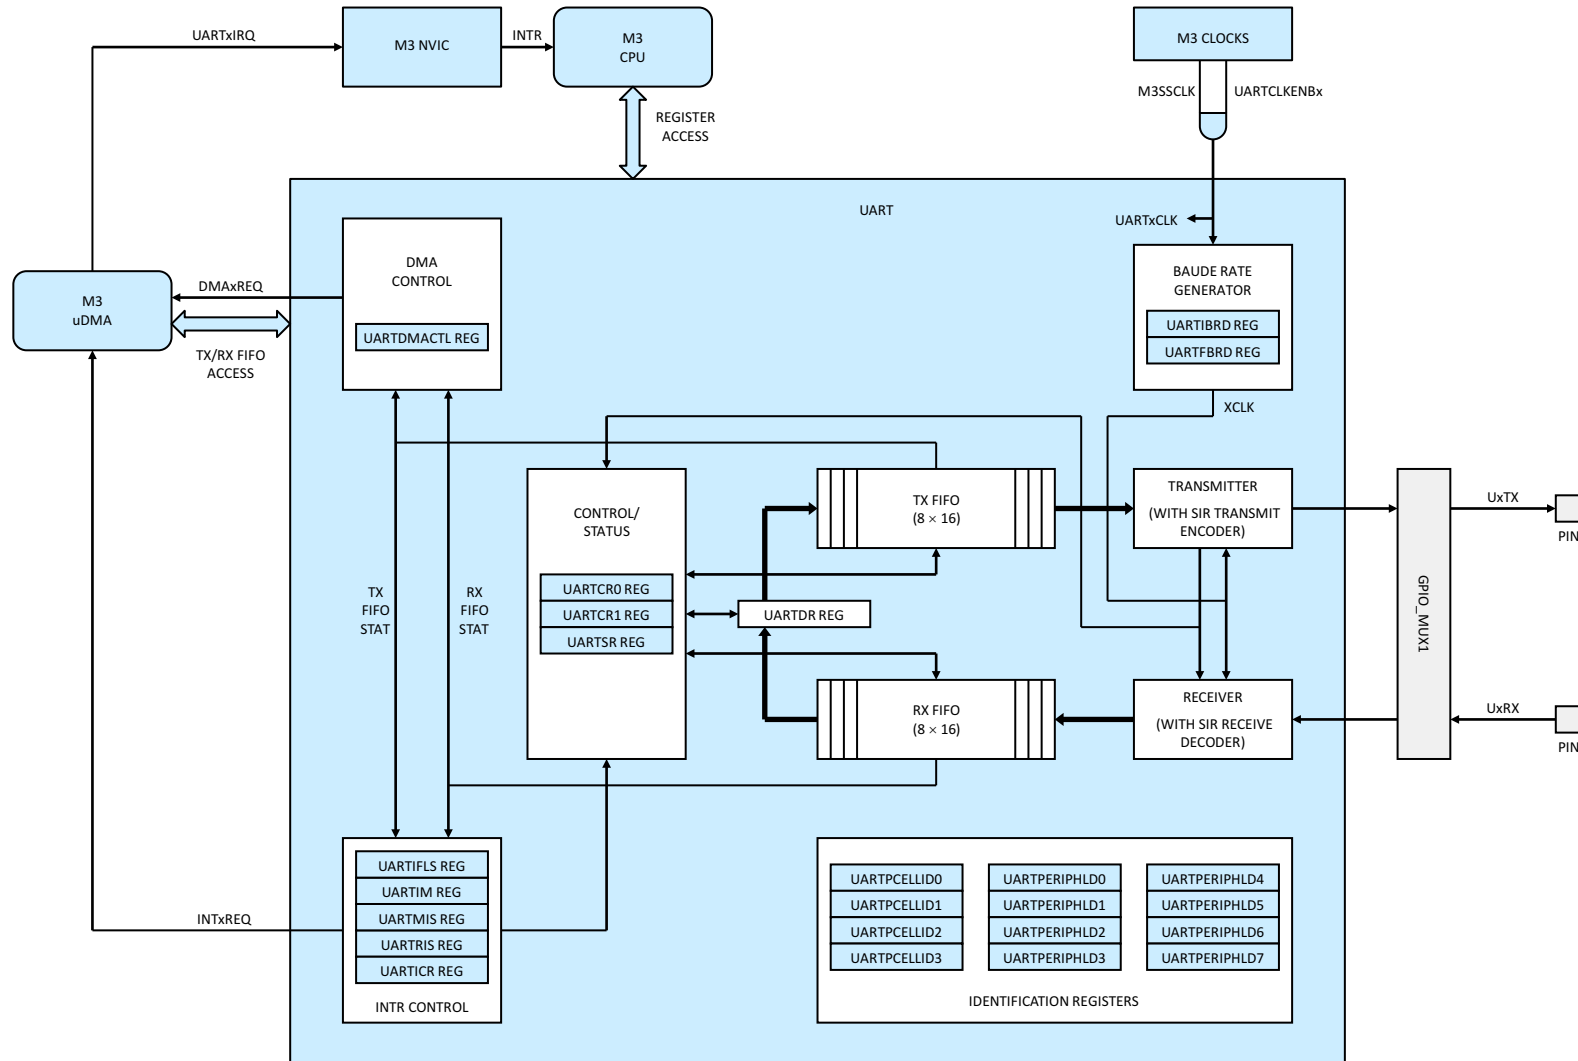 UARTxIRQ
M3 NVIC
INTR
M3
CPU
M3 CLOCKS
M3SSCLK
UARTCLKENBx
REGISTER
ACCESS
UART
UARTxCLK
DMA
CONTROL
UARTDMACTL REG
BAUDE RATE
GENERATOR
UARTIBRD REG
UARTFBRD REG
XCLK
M3
uDMA
DMAxREQ
TX/RX FIFO
ACCESS
CONTROL/
STATUS
UARTCR0 REG
UARTCR1 REG
UARTSR REG
TX FIFO
(8 × 16)
TRANSMITTER
(WITH SIR TRANSMIT
ENCODER)
UxTX
PIN
GPIO_MUX1
TX
FIFO
STAT
RX
FIFO
STAT
UARTDR REG
RX FIFO
(8 × 16)
RECEIVER
(WITH SIR RECEIVE
DECODER)
UxRX
PIN
INTxREQ
UARTIFLS REG
UARTIM REG
UARTMIS REG
UARTRIS REG
UARTICR REG
INTR CONTROL
UARTPCELLID0
UARTPCELLID1
UARTPCELLID2
UARTPCELLID3
UARTPERIPHLD0
UARTPERIPHLD1
UARTPERIPHLD2
UARTPERIPHLD3
UARTPERIPHLD4
UARTPERIPHLD5
UARTPERIPHLD6
UARTPERIPHLD7
IDENTIFICATION REGISTERS